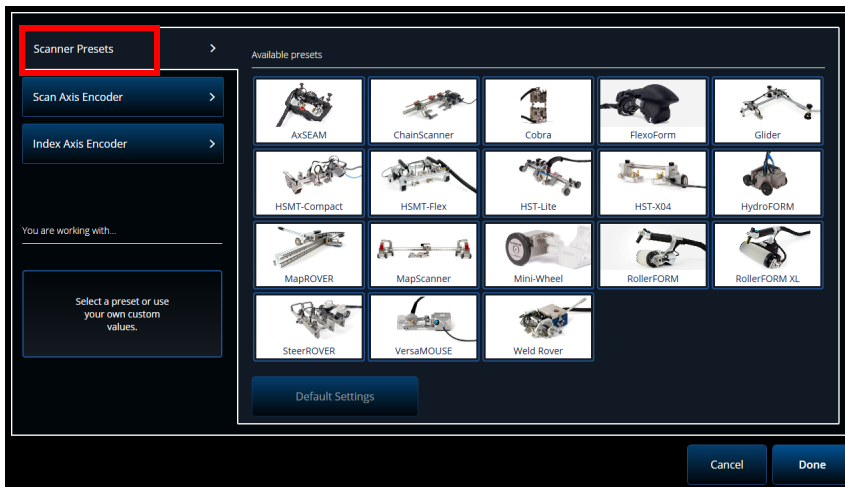 Scanner Presets
Available presets
Scan Axis Encoder
Index Axis Encoder
You are working with...
Select a preset or use
your own custom
values.
AxSEAM
ChainScanner
Cobra
FlexoForm
Glider
HSMT-Compact
HSMT-Flex
HST-Lite
HST-X04
HydroFORM
MapROVER
MapScanner
Mini-Wheel
RollerFORM
RollerFORM XL
SteerROVER
VersaMOUSE
Weld Rover
Default Settings
Cancel
Done